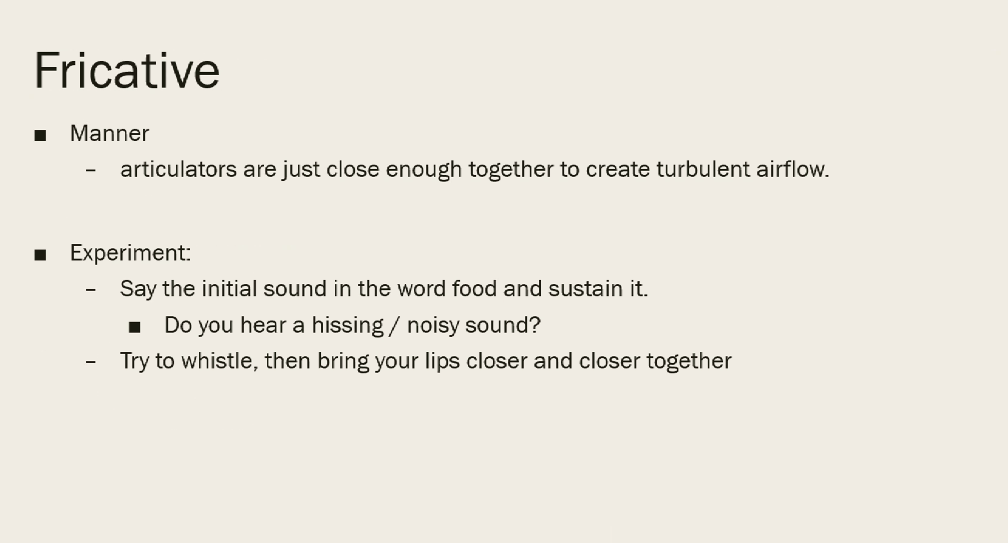 Fricative
■ Manner
– articulators are just close enough together to create turbulent airflow.
■ Experiment:
– Say the initial sound in the word food and sustain it.
■ Do you hear a hissing / noisy sound?
– Try to whistle, then bring your lips closer and closer together